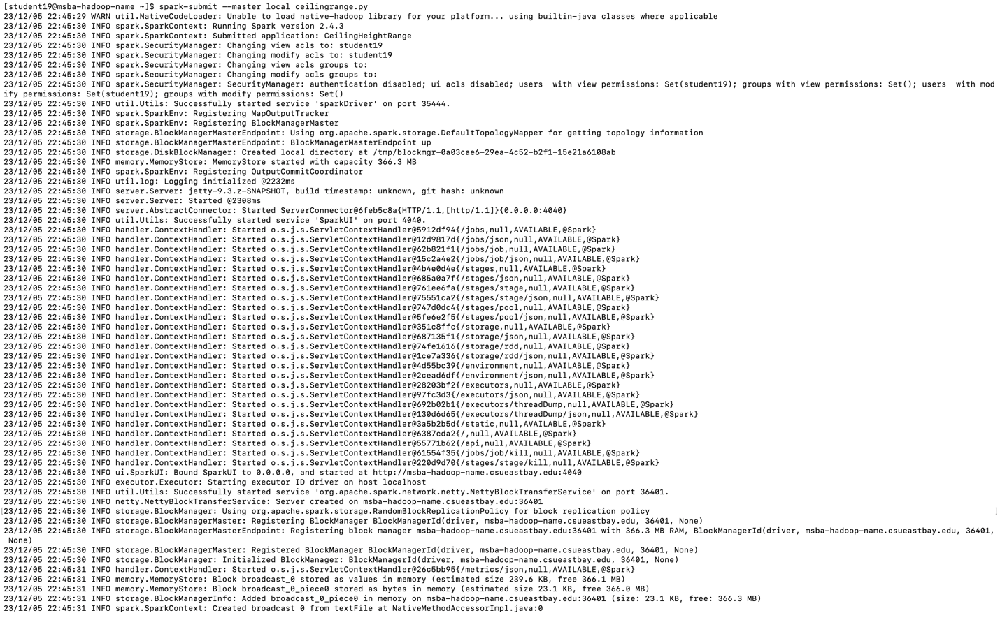 [student19@msba-hadoop-name ~]$ spark-submit --master local ceilingrange.py
23/12/05 22:45:29 WARN util.NativeCodeLoader: Unable to load native-hadoop library for your platform... using builtin-java classes where applicable
23/12/05 22:45:30 INFO spark.SparkContext: Running Spark version 2.4.3
23/12/05 22:45:30 INFO spark.SparkContext: Submitted application: CeilingHeightRange
23/12/05 22:45:30 INFO spark.SecurityManager: Changing view acls to: student19
23/12/05 22:45:30 INFO spark.SecurityManager: Changing modify acls to: student19
23/12/05 22:45:30 INFO spark.SecurityManager: Changing view acls groups to:
23/12/05 22:45:30 INFO spark.SecurityManager: Changing modify acls groups to:
23/12/05 22:45:30 INFO spark.SecurityManager: SecurityManager: authentication disabled; ui acls disabled; users  with view permissions: Set(student19); groups with view permissions: Set(); users  with mod
ify permissions: Set(student19); groups with modify permissions: Set()
23/12/05 22:45:30 INFO util.Utils: Successfully started service 'sparkDriver' on port 35444.
23/12/05 22:45:30 INFO spark.SparkEnv: Registering MapOutputTracker
23/12/05 22:45:30 INFO spark.SparkEnv: Registering BlockManagerMaster
23/12/05 22:45:30 INFO storage.BlockManagerMasterEndpoint: Using org.apache.spark.storage.DefaultTopologyMapper for getting topology information
23/12/05 22:45:30 INFO storage.BlockManagerMasterEndpoint: BlockManagerMasterEndpoint up
23/12/05 22:45:30 INFO storage.DiskBlockManager: Created local directory at /tmp/blockmgr-0a03cae6-29ea-4c52-b2f1-15e21a6108ab
23/12/05 22:45:30 INFO memory.MemoryStore: MemoryStore started with capacity 366.3 MB
23/12/05 22:45:30 INFO spark.SparkEnv: Registering OutputCommitCoordinator
23/12/05 22:45:30 INFO util.log: Logging initialized @2232ms
23/12/05 22:45:30 INFO server.Server: jetty-9.3.z-SNAPSHOT, build timestamp: unknown, git hash: unknown
23/12/05 22:45:30 INFO server.Server: Started @2308ms
23/12/05 22:45:30 INFO server.AbstractConnector: Started ServerConnector@6feb5c8a{HTTP/1.1,[http/1.1]}{0.0.0.0:4040}
23/12/05 22:45:30 INFO util.Utils: Successfully started service 'SparkUI' on port 4040.
23/12/05 22:45:30 INFO handler.ContextHandler: Started o.s.j.s.ServletContextHandler@5912df94{/jobs,null,AVAILABLE,@Spark}
23/12/05 22:45:30 INFO handler.ContextHandler: Started o.s.j.s.ServletContextHandler@12d9817d{/jobs/json,null,AVAILABLE,@Spark}
23/12/05 22:45:30 INFO handler.ContextHandler: Started o.s.j.s.ServletContextHandler@62b821f1{/jobs/job,null,AVAILABLE,@Spark}
23/12/05 22:45:30 INFO handler.ContextHandler: Started o.s.j.s.ServletContextHandler@15c2a4e2{/jobs/job/json,null,AVAILABLE,@Spark}
23/12/05 22:45:30 INFO handler.ContextHandler: Started o.s.j.s.ServletContextHandler@4b4e0d4e{/stages,null,AVAILABLE,@Spark}
23/12/05 22:45:30 INFO handler.ContextHandler: Started o.s.j.s.ServletContextHandler@685a0a7f{/stages/json,null,AVAILABLE,@Spark}
23/12/05 22:45:30 INFO handler.ContextHandler: Started o.s.j.s.ServletContextHandler@761ee6fa{/stages/stage,null,AVAILABLE,@Spark}
23/12/05 22:45:30 INFO handler.ContextHandler: Started o.s.j.s.ServletContextHandler@75551ca2{/stages/stage/json,null,AVAILABLE,@Spark}
23/12/05 22:45:30 INFO handler.ContextHandler: Started o.s.j.s.ServletContextHandler@747d0dc4{/stages/pool,null,AVAILABLE,@Spark}
23/12/05 22:45:30 INFO handler.ContextHandler: Started o.s.j.s.ServletContextHandler@5fe6e2f5{/stages/pool/json,null,AVAILABLE,@Spark}
23/12/05 22:45:30 INFO handler.ContextHandler: Started o.s.j.s.ServletContextHandler@351c8ffc{/storage,null,AVAILABLE,@Spark}
23/12/05 22:45:30 INFO handler.ContextHandler: Started o.s.j.s.ServletContextHandler@687135f1{/storage/json,null,AVAILABLE,@Spark}
23/12/05 22:45:30 INFO handler.ContextHandler: Started o.s.j.s.ServletContextHandler@74fe1616{/storage/rdd,null,AVAILABLE,@Spark}
23/12/05 22:45:30 INFO handler.ContextHandler: Started o.s.j.s.ServletContextHandler@1ce7a336{/storage/rdd/json,null,AVAILABLE,@Spark}
23/12/05 22:45:30 INFO handler.ContextHandler: Started o.s.j.s.ServletContextHandler@4d55bc39{/environment,null,AVAILABLE,@Spark}
23/12/05 22:45:30 INFO handler.ContextHandler: Started o.s.j.s.ServletContextHandler@2cead6df{/environment/json,null,AVAILABLE,@Spark}
23/12/05 22:45:30 INFO handler.ContextHandler: Started o.s.j.s.ServletContextHandler@28203bf2{/executors,null,AVAILABLE,@Spark}
23/12/05 22:45:30 INFO handler.ContextHandler: Started o.s.j.s.ServletContextHandler@97fc3d3{/executors/json,null,AVAILABLE,@Spark}
23/12/05 22:45:30 INFO handler.ContextHandler: Started o.s.j.s.ServletContextHandler@692b02b1{/executors/threadDump,null,AVAILABLE,@Spark}
23/12/05 22:45:30 INFO handler.ContextHandler: Started o.s.j.s.ServletContextHandler@130d6d65{/executors/threadDump/json,null,AVAILABLE,@Spark}
23/12/05 22:45:30 INFO handler.ContextHandler: Started o.s.j.s.ServletContextHandler@3a5b2b5d{/static,null,AVAILABLE,@Spark}
23/12/05 22:45:30 INFO handler.ContextHandler: Started o.s.j.s.ServletContextHandler@6387cda2{/,null,AVAILABLE,@Spark}
23/12/05 22:45:30 INFO handler.ContextHandler: Started o.s.j.s.ServletContextHandler@55771b62{/api,null,AVAILABLE,@Spark}
23/12/05 22:45:30 INFO handler.ContextHandler: Started o.s.j.s.ServletContextHandler@61554f35{/jobs/job/kill,null,AVAILABLE,@Spark}
23/12/05 22:45:30 INFO handler.ContextHandler: Started o.s.j.s.ServletContextHandler@220d9d70{/stages/stage/kill,null,AVAILABLE,@Spark}
23/12/05 22:45:30 INFO ui.SparkUI: Bound SparkUI to 0.0.0.0, and started at http://msba-hadoop-name.csueastbay.edu:4040
23/12/05 22:45:30 INFO executor.Executor: Starting executor ID driver on host localhost
23/12/05 22:45:30 INFO util.Utils: Successfully started service 'org.apache.spark.network.netty.NettyBlockTransferService' on port 36401.
23/12/05 22:45:30 INFO netty.NettyBlockTransferService: Server created on msba-hadoop-name.csueastbay.edu:36401
[23/12/05 22:45:30 INFO storage.BlockManager: Using org.apache.spark.storage.RandomBlockReplicationPolicy for block replication policy ]
23/12/05 22:45:30 INFO storage.BlockManagerMaster: Registering BlockManager BlockManagerId(driver, msba-hadoop-name.csueastbay.edu, 36401, None)
23/12/05 22:45:30 INFO storage.BlockManagerMasterEndpoint: Registering block manager msba-hadoop-name.csueastbay.edu:36401 with 366.3 MB RAM, BlockManagerId(driver, msba-hadoop-name.csueastbay.edu, 36401,
 None)
23/12/05 22:45:30 INFO storage.BlockManagerMaster: Registered BlockManager BlockManagerId(driver, msba-hadoop-name.csueastbay.edu, 36401, None)
23/12/05 22:45:30 INFO storage.BlockManager: Initialized BlockManager: BlockManagerId(driver, msba-hadoop-name.csueastbay.edu, 36401, None)
23/12/05 22:45:31 INFO handler.ContextHandler: Started o.s.j.s.ServletContextHandler@26c5bb95{/metrics/json,null,AVAILABLE,@Spark}
23/12/05 22:45:31 INFO memory.MemoryStore: Block broadcast_0 stored as values in memory (estimated size 239.6 KB, free 366.1 MB)
23/12/05 22:45:31 INFO memory.MemoryStore: Block broadcast_0_piece0 stored as bytes in memory (estimated size 23.1 KB, free 366.0 MB)
23/12/05 22:45:31 INFO storage.BlockManagerInfo: Added broadcast_0_piece0 in memory on msba-hadoop-name.csueastbay.edu:36401 (size: 23.1 KB, free: 366.3 MB)
23/12/05 22:45:31 INFO spark.SparkContext: Created broadcast 0 from textFile at NativeMethodAccessorImpl.java:0